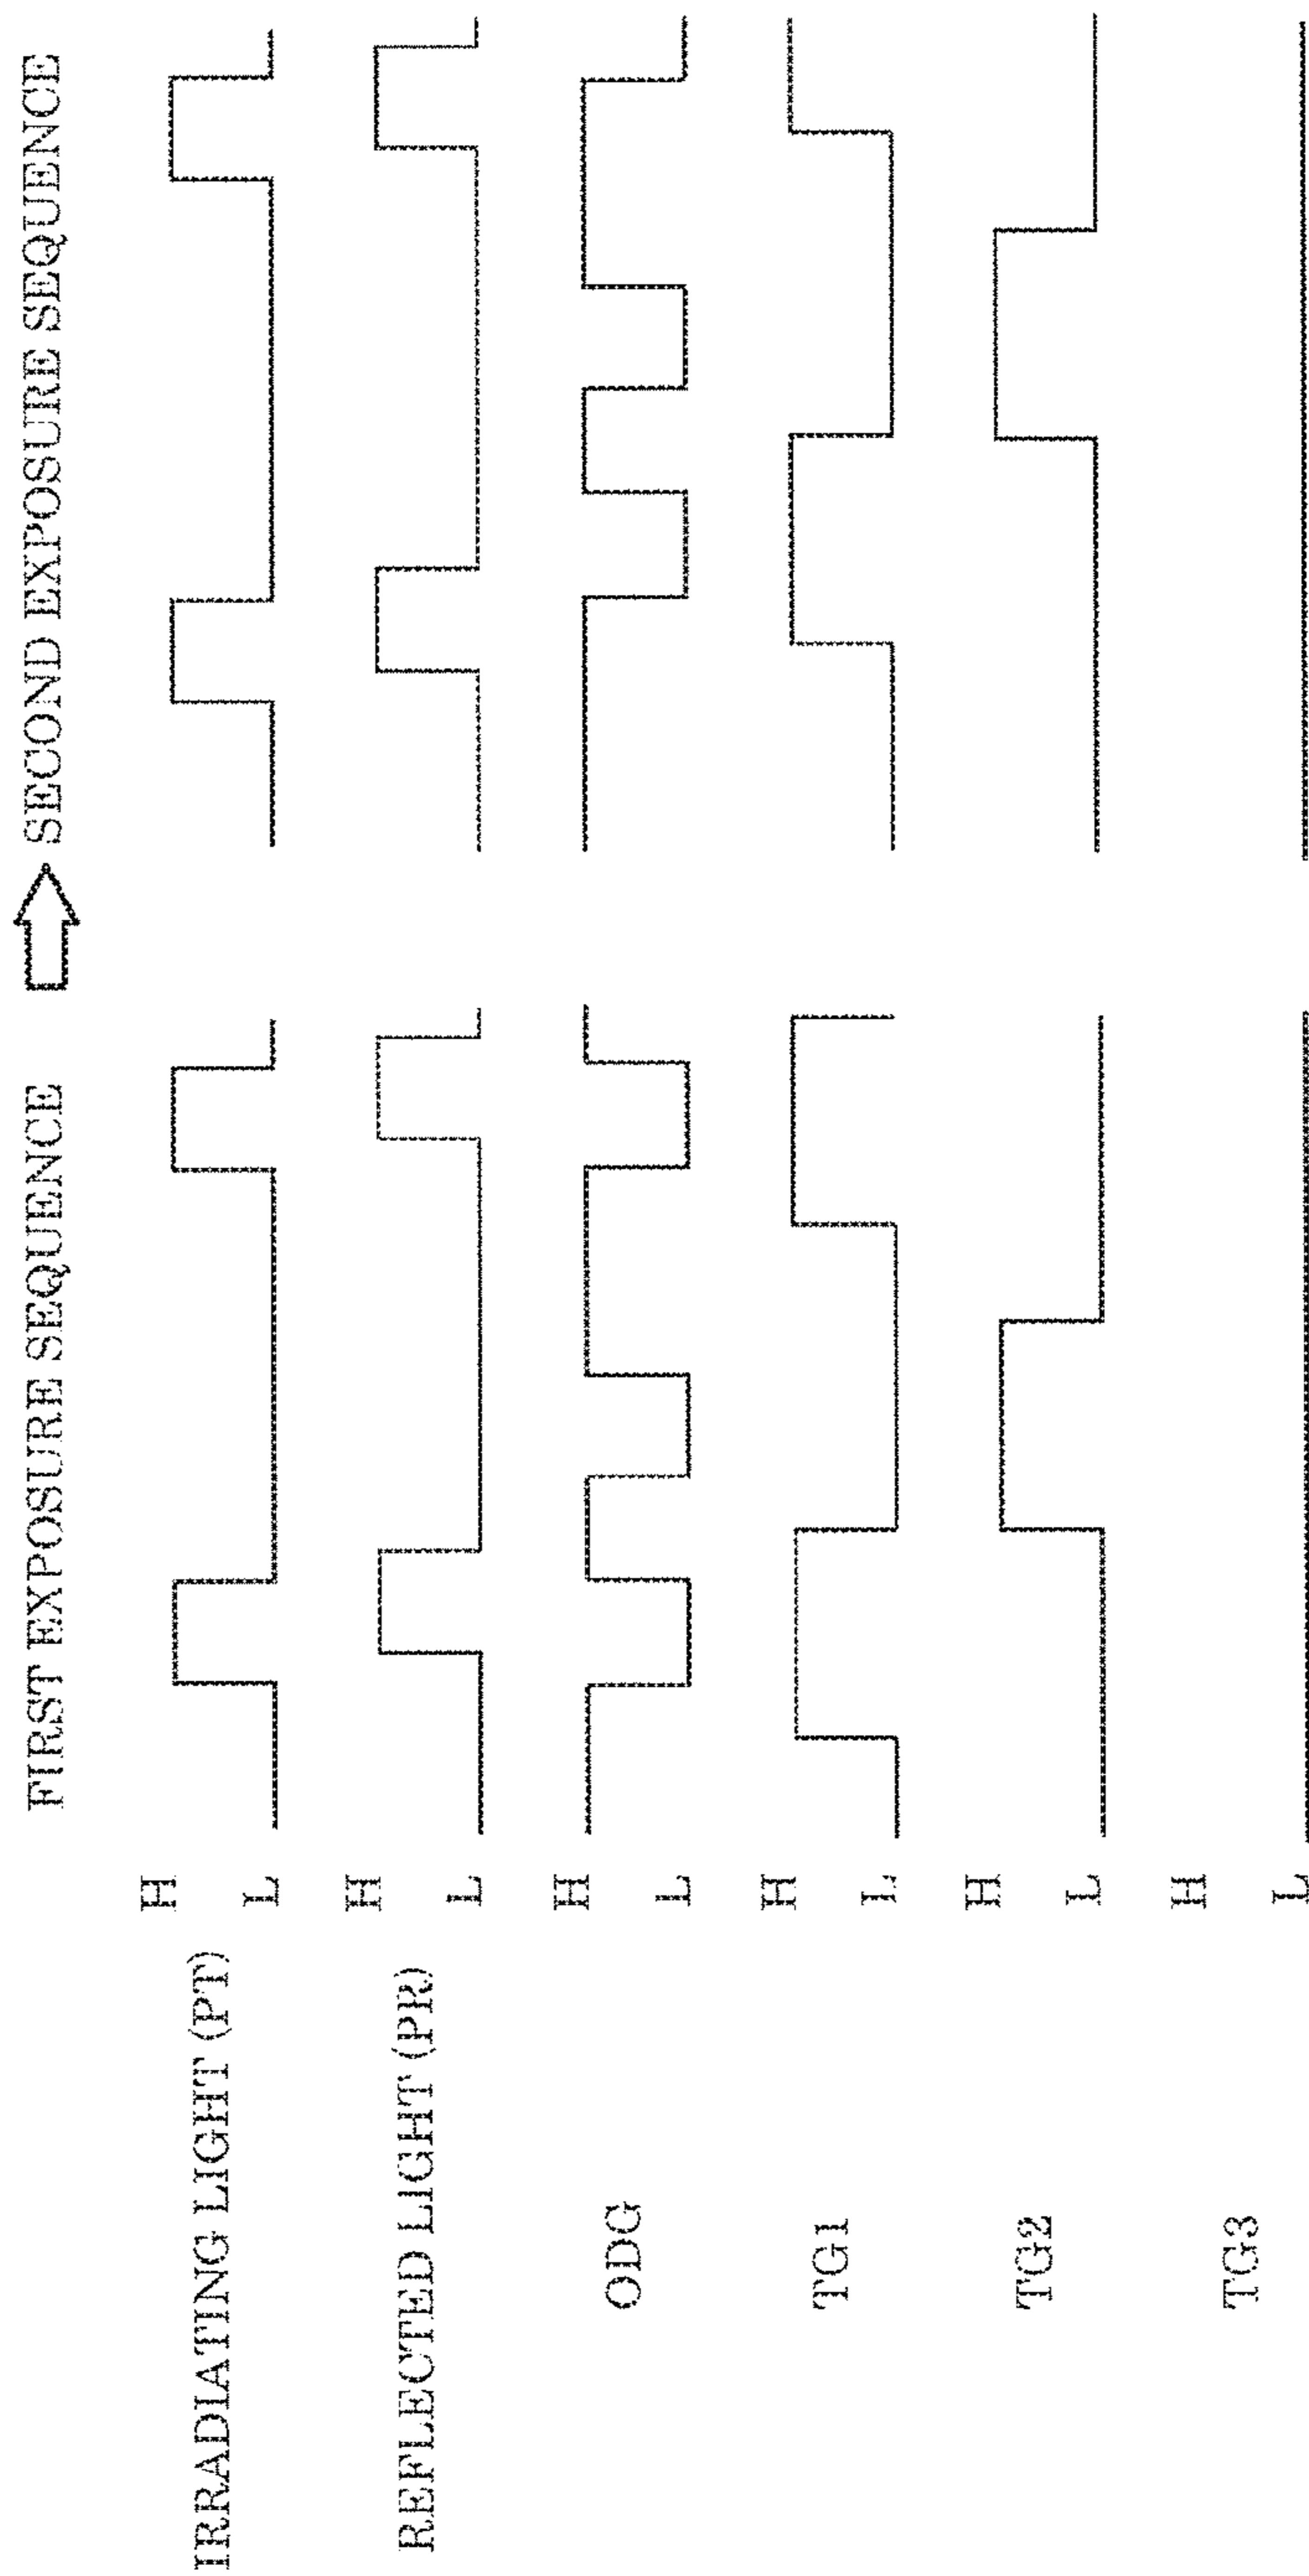 FIRST EXPOSURE SEQUENCE
SECOND EXPOSURE SEQUENCE
IRRADIATING LIGHT (PT)
H
L
REFLECTED LIGHT (PR)
H
L
ODG
H
L
TG1
H
L
TG2
H
L
TG3
H
L